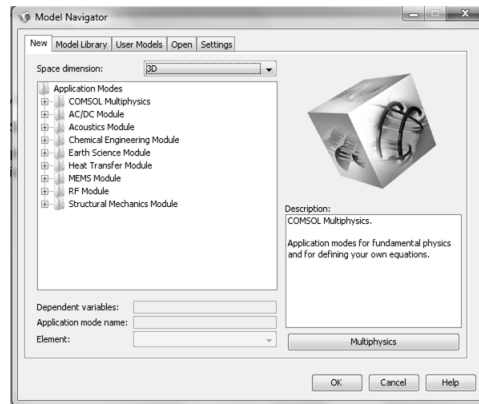 Model Navigator
New Model Library User Models Open Settings
Space dimension: 3D
Application Modes
COMSOL Multiphysics
AC/DC Module
Acoustics Module
Chemical Engineering Module
Earth Science Module
Heat Transfer Module
MEMS Module
RF Module
Structural Mechanics Module
Description:
COMSOL Multiphysics.
Application modes for fundamental physics
and for defining your own equations.
Dependent variables:
Application mode name:
Element:
Multiphysics
OK Cancel Help